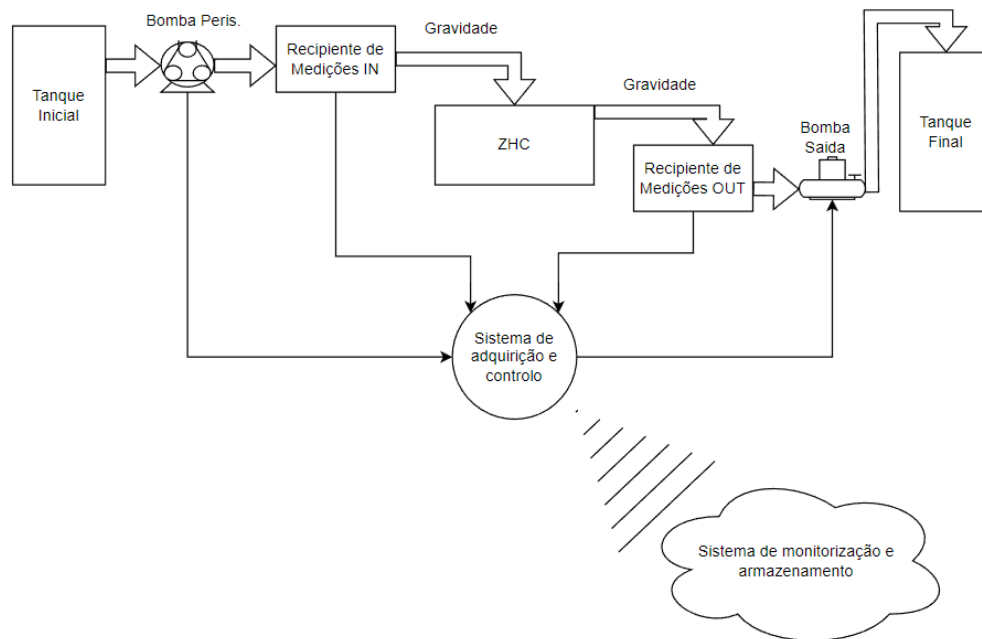 Bomba Peris.
Tanque
Inicial
Recipiente de
Medições IN
Gravidade
ZHC
Gravidade
Recipiente de
Medições OUT
Bomba
Saida
Tanque
Final
Sistema de
adquirição e
controlo
Sistema de monitorização e
armazenamento